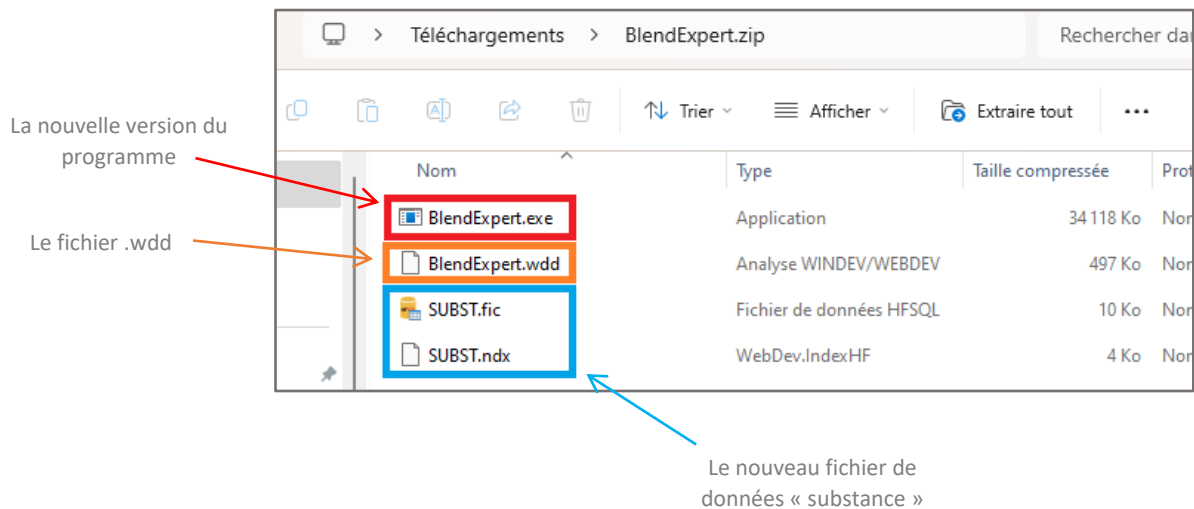 Téléchargements > BlendExpert.zip Rechercher da
Trier Afficher Extraire tout ...
La nouvelle version du
programme
Nom Type Taille compressée Prot
BlendExpert.exe Application 34 118 Ko Nor
Le fichier .wdd
BlendExpert.wdd Analyse WINDEV/WEBDEV 497 Ko Nor
SUBST.fic Fichier de données HFSQL 10 Ko Nor
SUBST.ndx WebDev.IndexHF 4 Ko Nor
Le nouveau fichier de
données « substance »